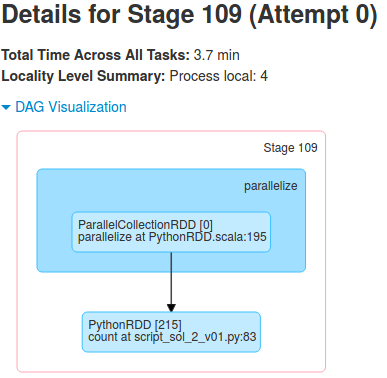 Details for Stage 109 (Attempt 0)
Total Time Across All Tasks: 3.7 min
Locality Level Summary: Process local: 4
DAG Visualization
Stage 109
parallelize
ParallelCollectionRDD [0]
parallelize at PythonRDD.scala:195
PythonRDD [215]
count at script_sol_2_v01.py:83